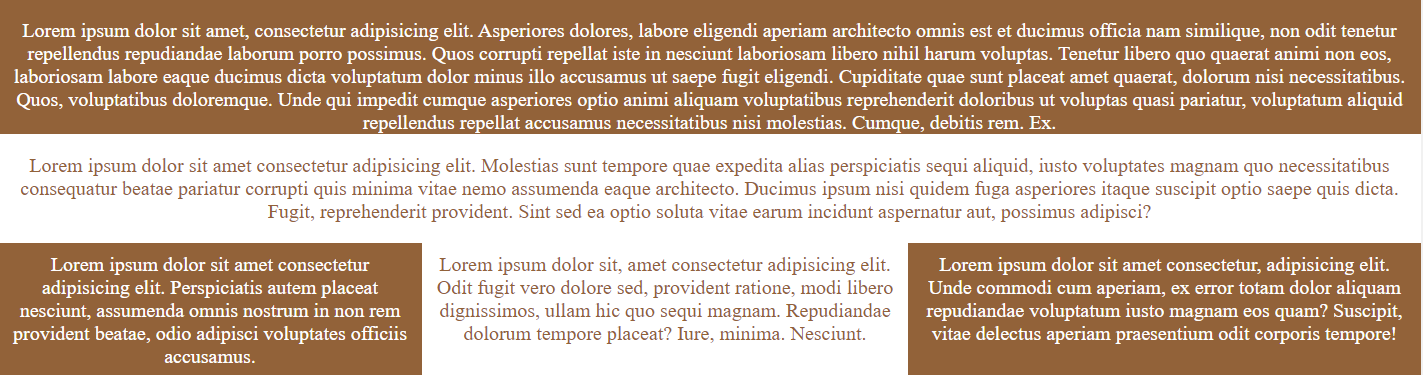 Lorem ipsum dolor sit amet, consectetur adipisicing elit. Asperiores dolores, labore eligendi aperiam architecto omnis est et ducimus officia nam similique, non odit tenetur
repellendus repudiandae laborum porro possimus. Quos corrupti repellat iste in nesciunt laboriosam libero nihil harum voluptas. Tenetur libero quo quaerat animi non eos,
laboriosam labore eaque ducimus dicta voluptatum dolor minus illo accusamus ut saepe fugit eligendi. Cupiditate quae sunt placeat amet quaerat, dolorum nisi necessitatibus.
Quos, voluptatibus doloremque. Unde qui impedit cumque asperiores optio animi aliquam voluptatibus reprehenderit doloribus ut voluptas quasi pariatur, voluptatum aliquid
repellendus repellat accusamus necessitatibus nisi molestias. Cumque, debitis rem. Ex.
Lorem ipsum dolor sit amet consectetur adipisicing elit. Molestias sunt tempore quae expedita alias perspiciatis sequi aliquid, iusto voluptates magnam quo necessitatibus
consequatur beatae pariatur corrupti quis minima vitae nemo assumenda eaque architecto. Ducimus ipsum nisi quidem fuga asperiores itaque suscipit optio saepe quis dicta.
Fugit, reprehenderit provident. Sint sed ea optio soluta vitae earum incidunt aspernatur aut, possimus adipisci?
Lorem ipsum dolor sit amet consectetur
adipisicing elit. Perspiciatis autem placeat
nesciunt, assumenda omnis nostrum in non rem
provident beatae, odio adipisci voluptates officiis
accusamus.
Lorem ipsum dolor sit, amet consectetur adipisicing elit.
Odit fugit vero dolore sed, provident ratione, modi libero
dignissimos, ullam hic quo sequi magnam. Repudiandae
dolorum tempore placeat? Iure, minima. Nesciunt.
Lorem ipsum dolor sit amet consectetur, adipisicing elit.
Unde commodi cum aperiam, ex error totam dolor aliquam
repudiandae voluptatum iusto magnam eos quam? Suscipit,
vitae delectus aperiam praesentium odit corporis tempore!